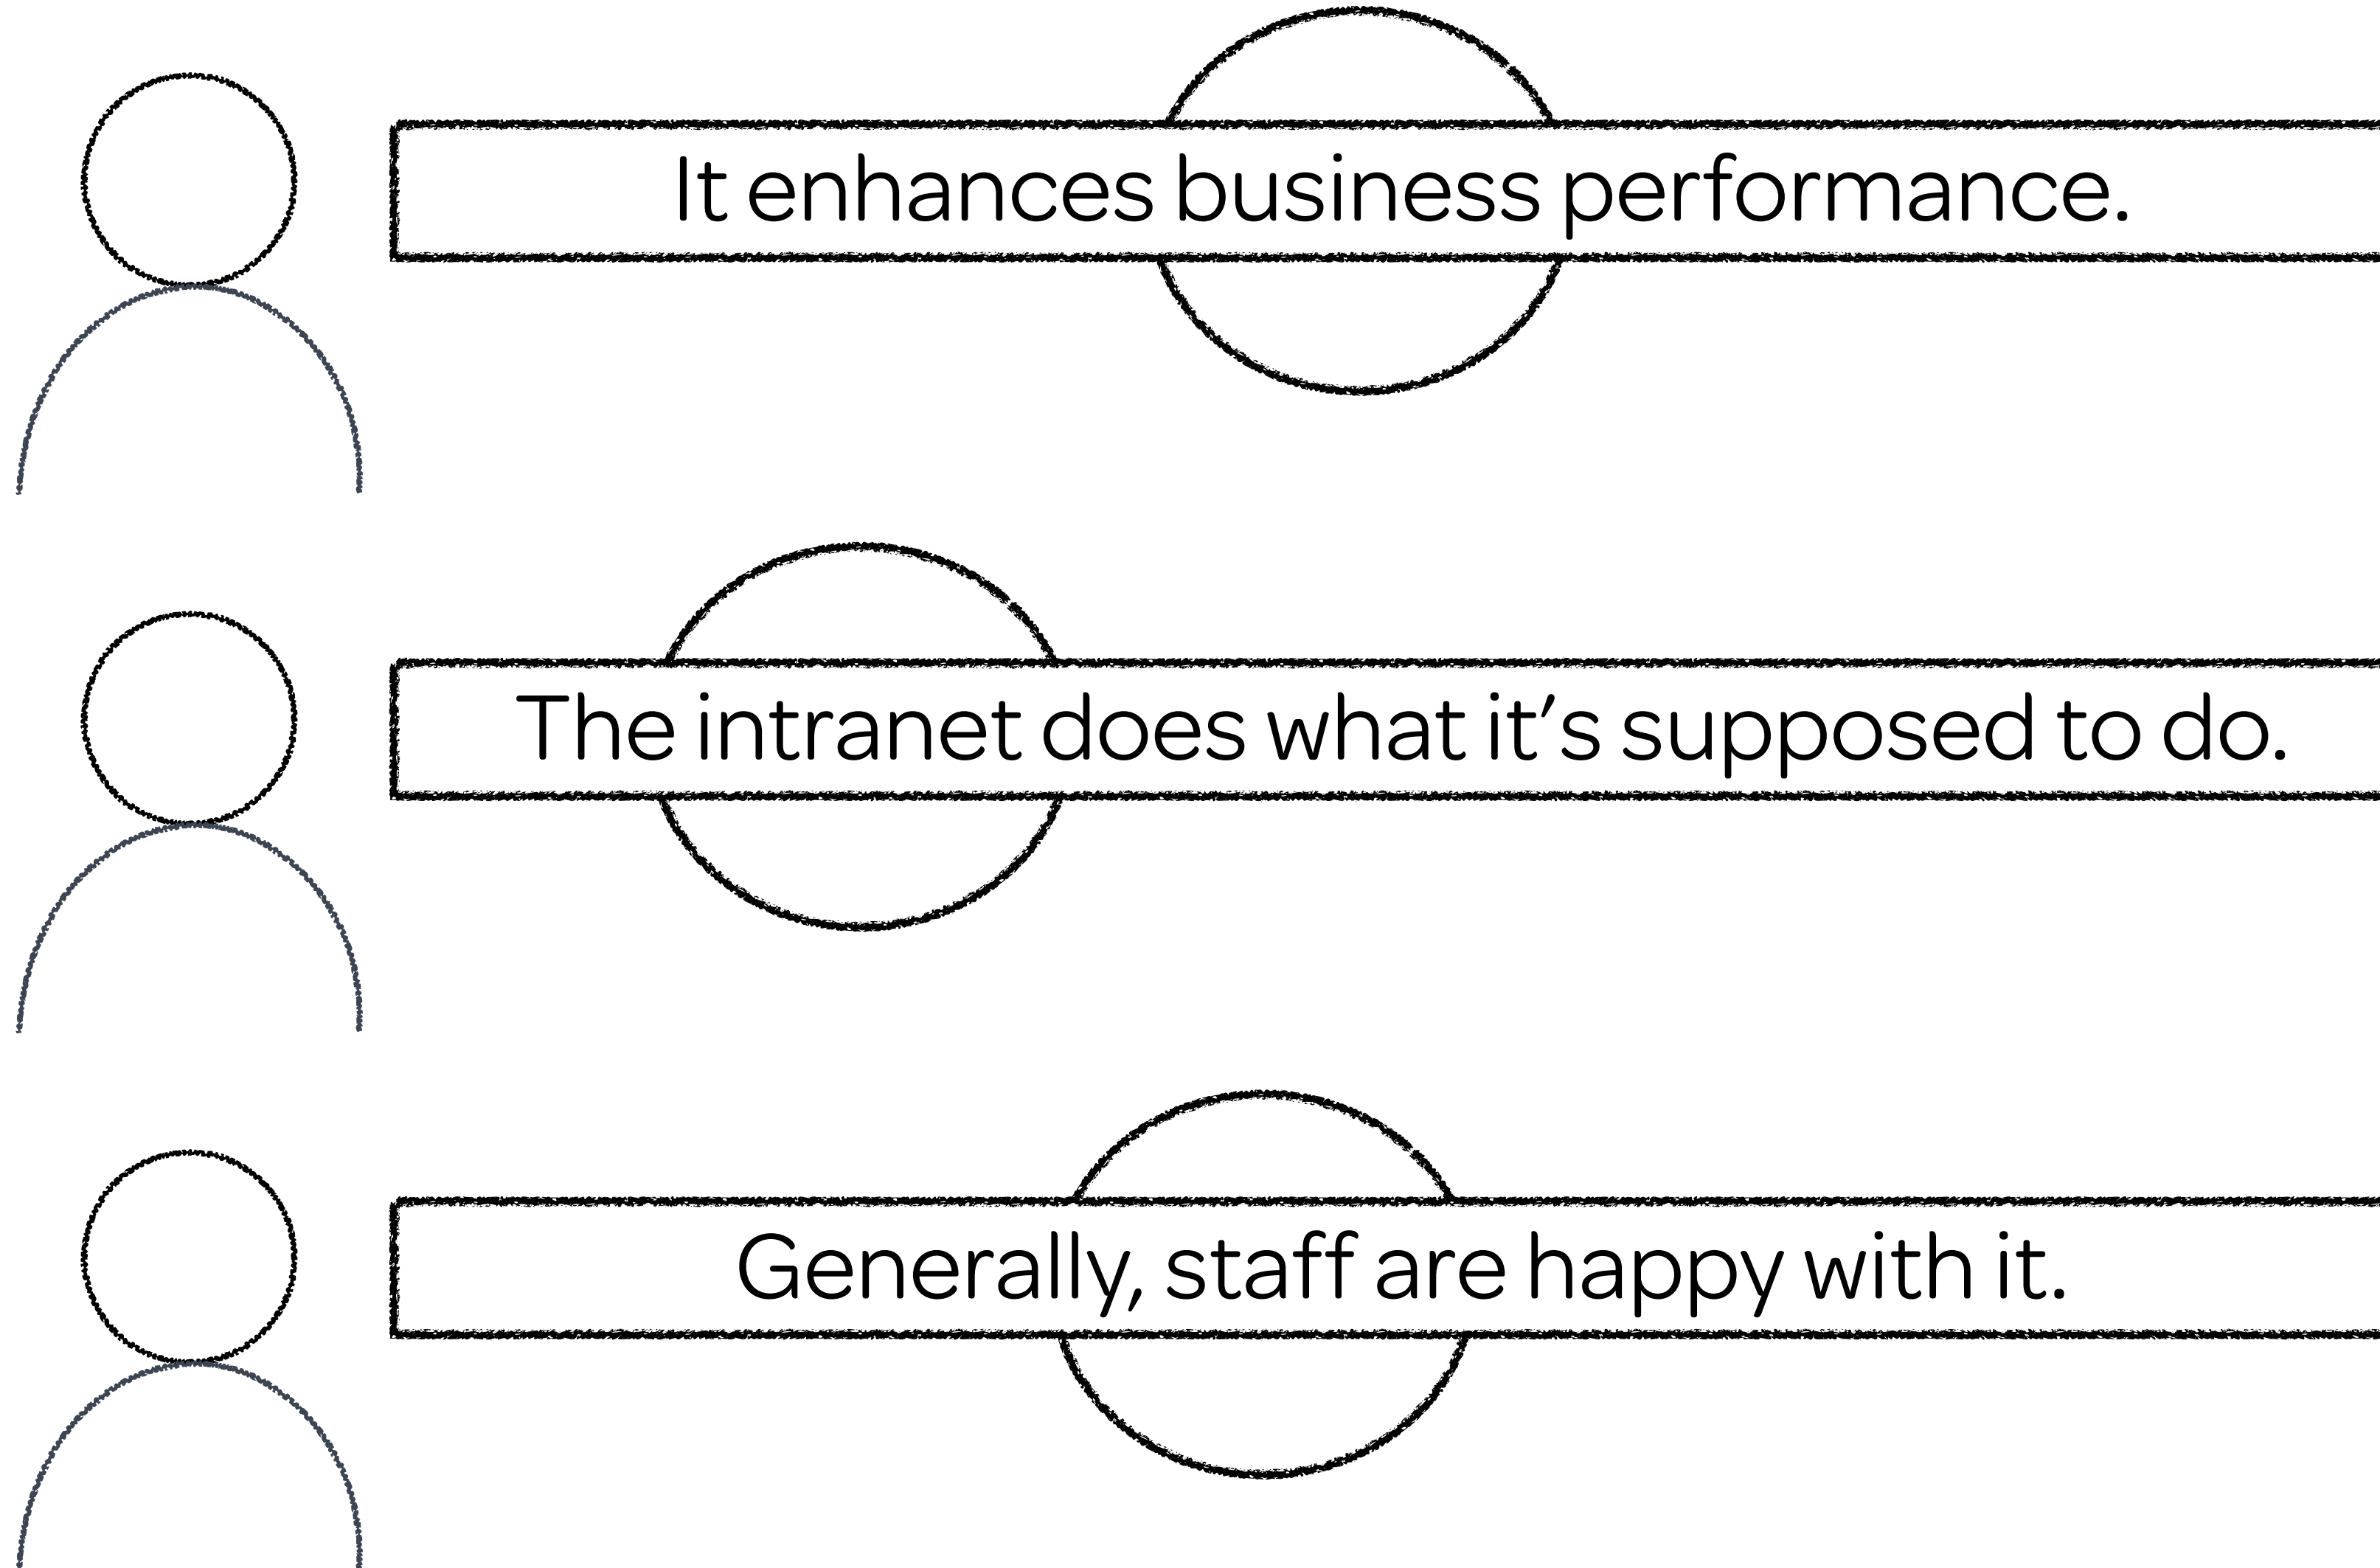 It enhances business performance.
The intranet does what it’s supposed to do.
Generally, staff are happy with it.